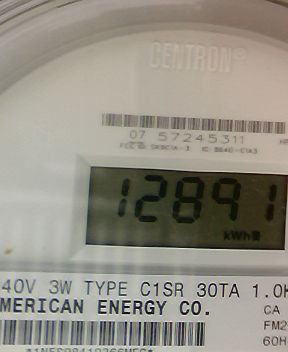 CENTRON®
07 57245311
12891
kWh
40V 3W TYPE C1SR 30TA 1.0K
MERICAN ENERGY CO.
CA
FM2
60H